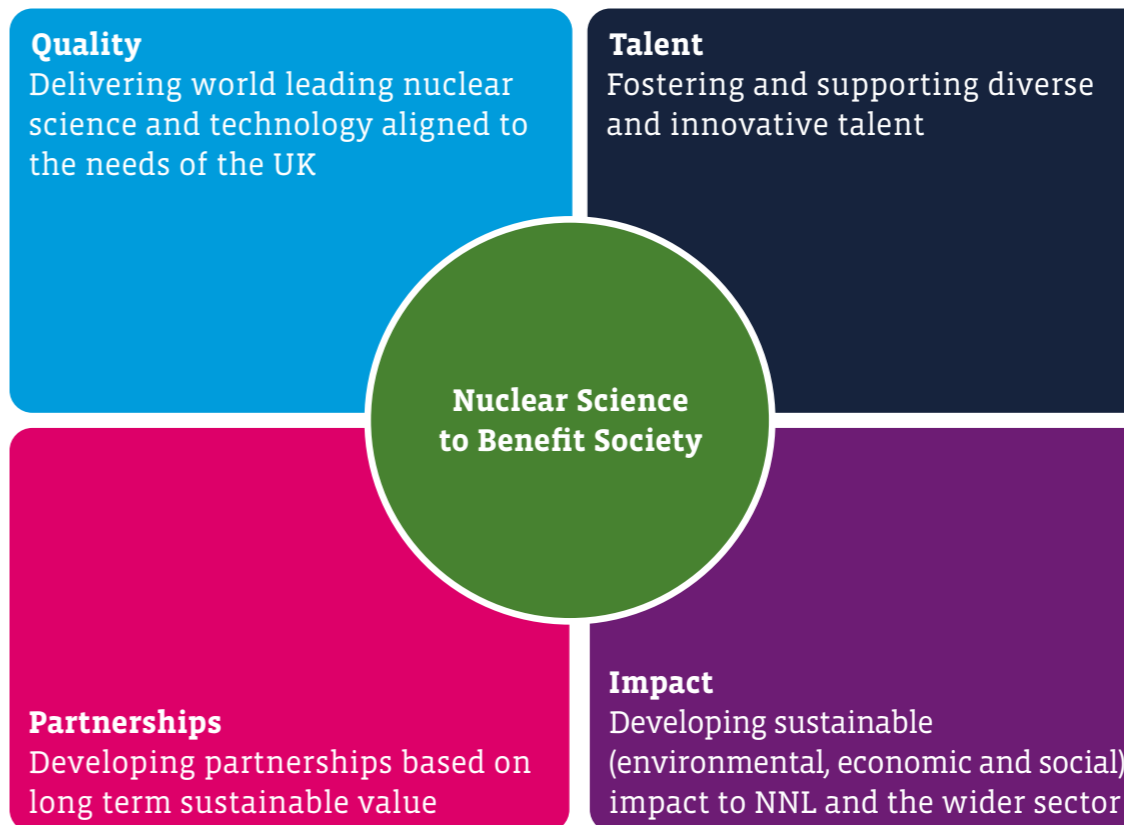 Quality
Delivering world leading nuclear
science and technology aligned to
the needs of the UK
Talent
Fostering and supporting diverse
and innovative talent
Nuclear Science
to Benefit Society
Partnerships
Developing partnerships based on
long term sustainable value
Impact
Developing sustainable
(environmental, economic and social)
impact to NNL and the wider sector